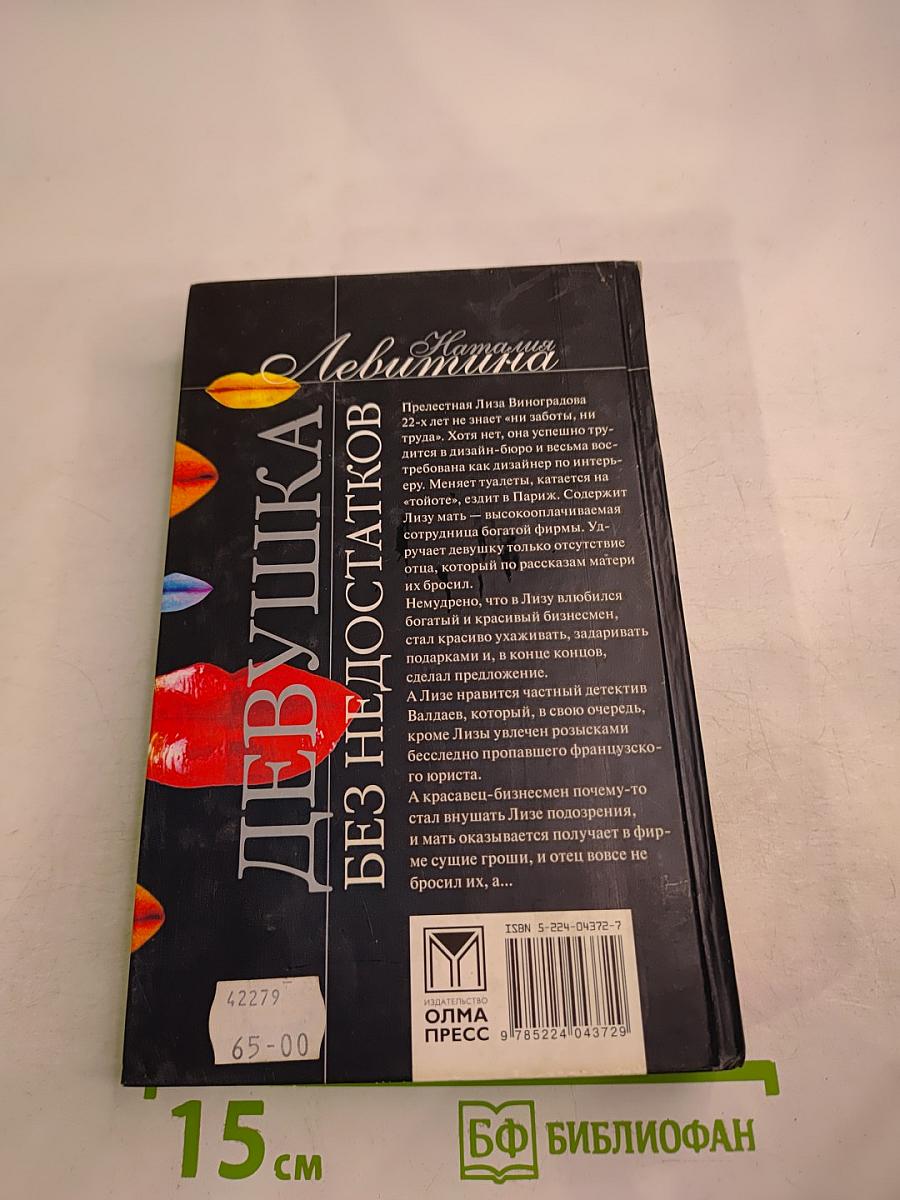 Наталия
Левитина
ДЕВУШКА
БЕЗ НЕДОСТАТКОВ
Прелестная Лиза Виноградова
22-х лет не знает «ни заботы, ни
труда». Хотя нет, она успешно тру-
дится в дизайн-бюро и весьма вос-
требована как дизайнер по интерь-
еру. Меняет туалеты, катается на
«тойоте», ездит в Париж. Содержит
Лизу мать — высокооплачиваемая
сотрудница богатой фирмы. Уд-
ручает девушку только отсутствие
отца, который по рассказам матери
их бросил.
Немудрено, что в Лизу влюбился
богатый и красивый бизнесмен,
стал красиво ухаживать, задаривать
подарками и, в конце концов,
сделал предложение.
А Лизе нравится частный детектив
Валдаев, который, в свою очередь,
кроме Лизы увлечен розысками
бесследно пропавшего французско-
го юриста.
А красавец-бизнесмен почему-то
стал внушать Лизе подозрения,
и мать оказывается получает в фир-
ме сущие гроши, и отец вовсе не
бросил их, а...
ISBN 5-224-04372-7
ИЗДАТЕЛЬСТВО
ОЛМА
ПРЕСС
9 785224 043729
42279
65-00
15 см
БФ БИБЛИОФАН